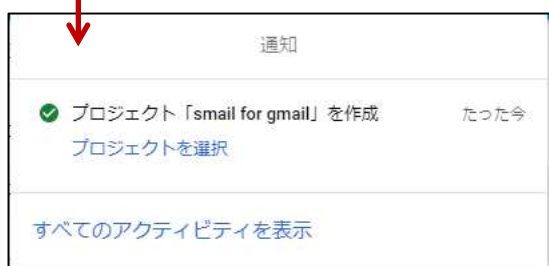 通知
プロジェクト「smail for gmail」を作成 たった今
プロジェクトを選択
すべてのアクティビティを表示